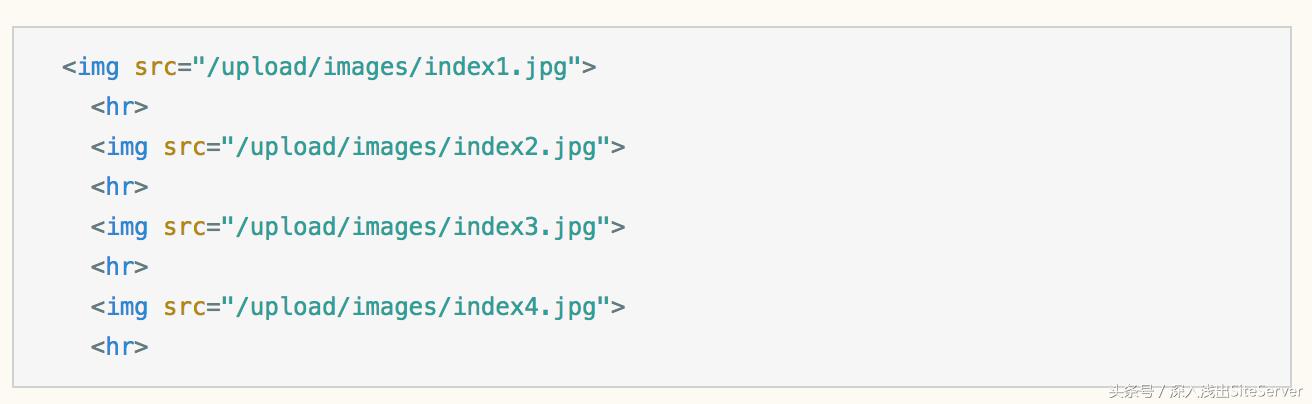 <img src="/upload/images/index1.jpg">
<hr>
<img src="/upload/images/index2.jpg">
<hr>
<img src="/upload/images/index3.jpg">
<hr>
<img src="/upload/images/index4.jpg">
<hr>
头条号 / 深入浅出SiteServer